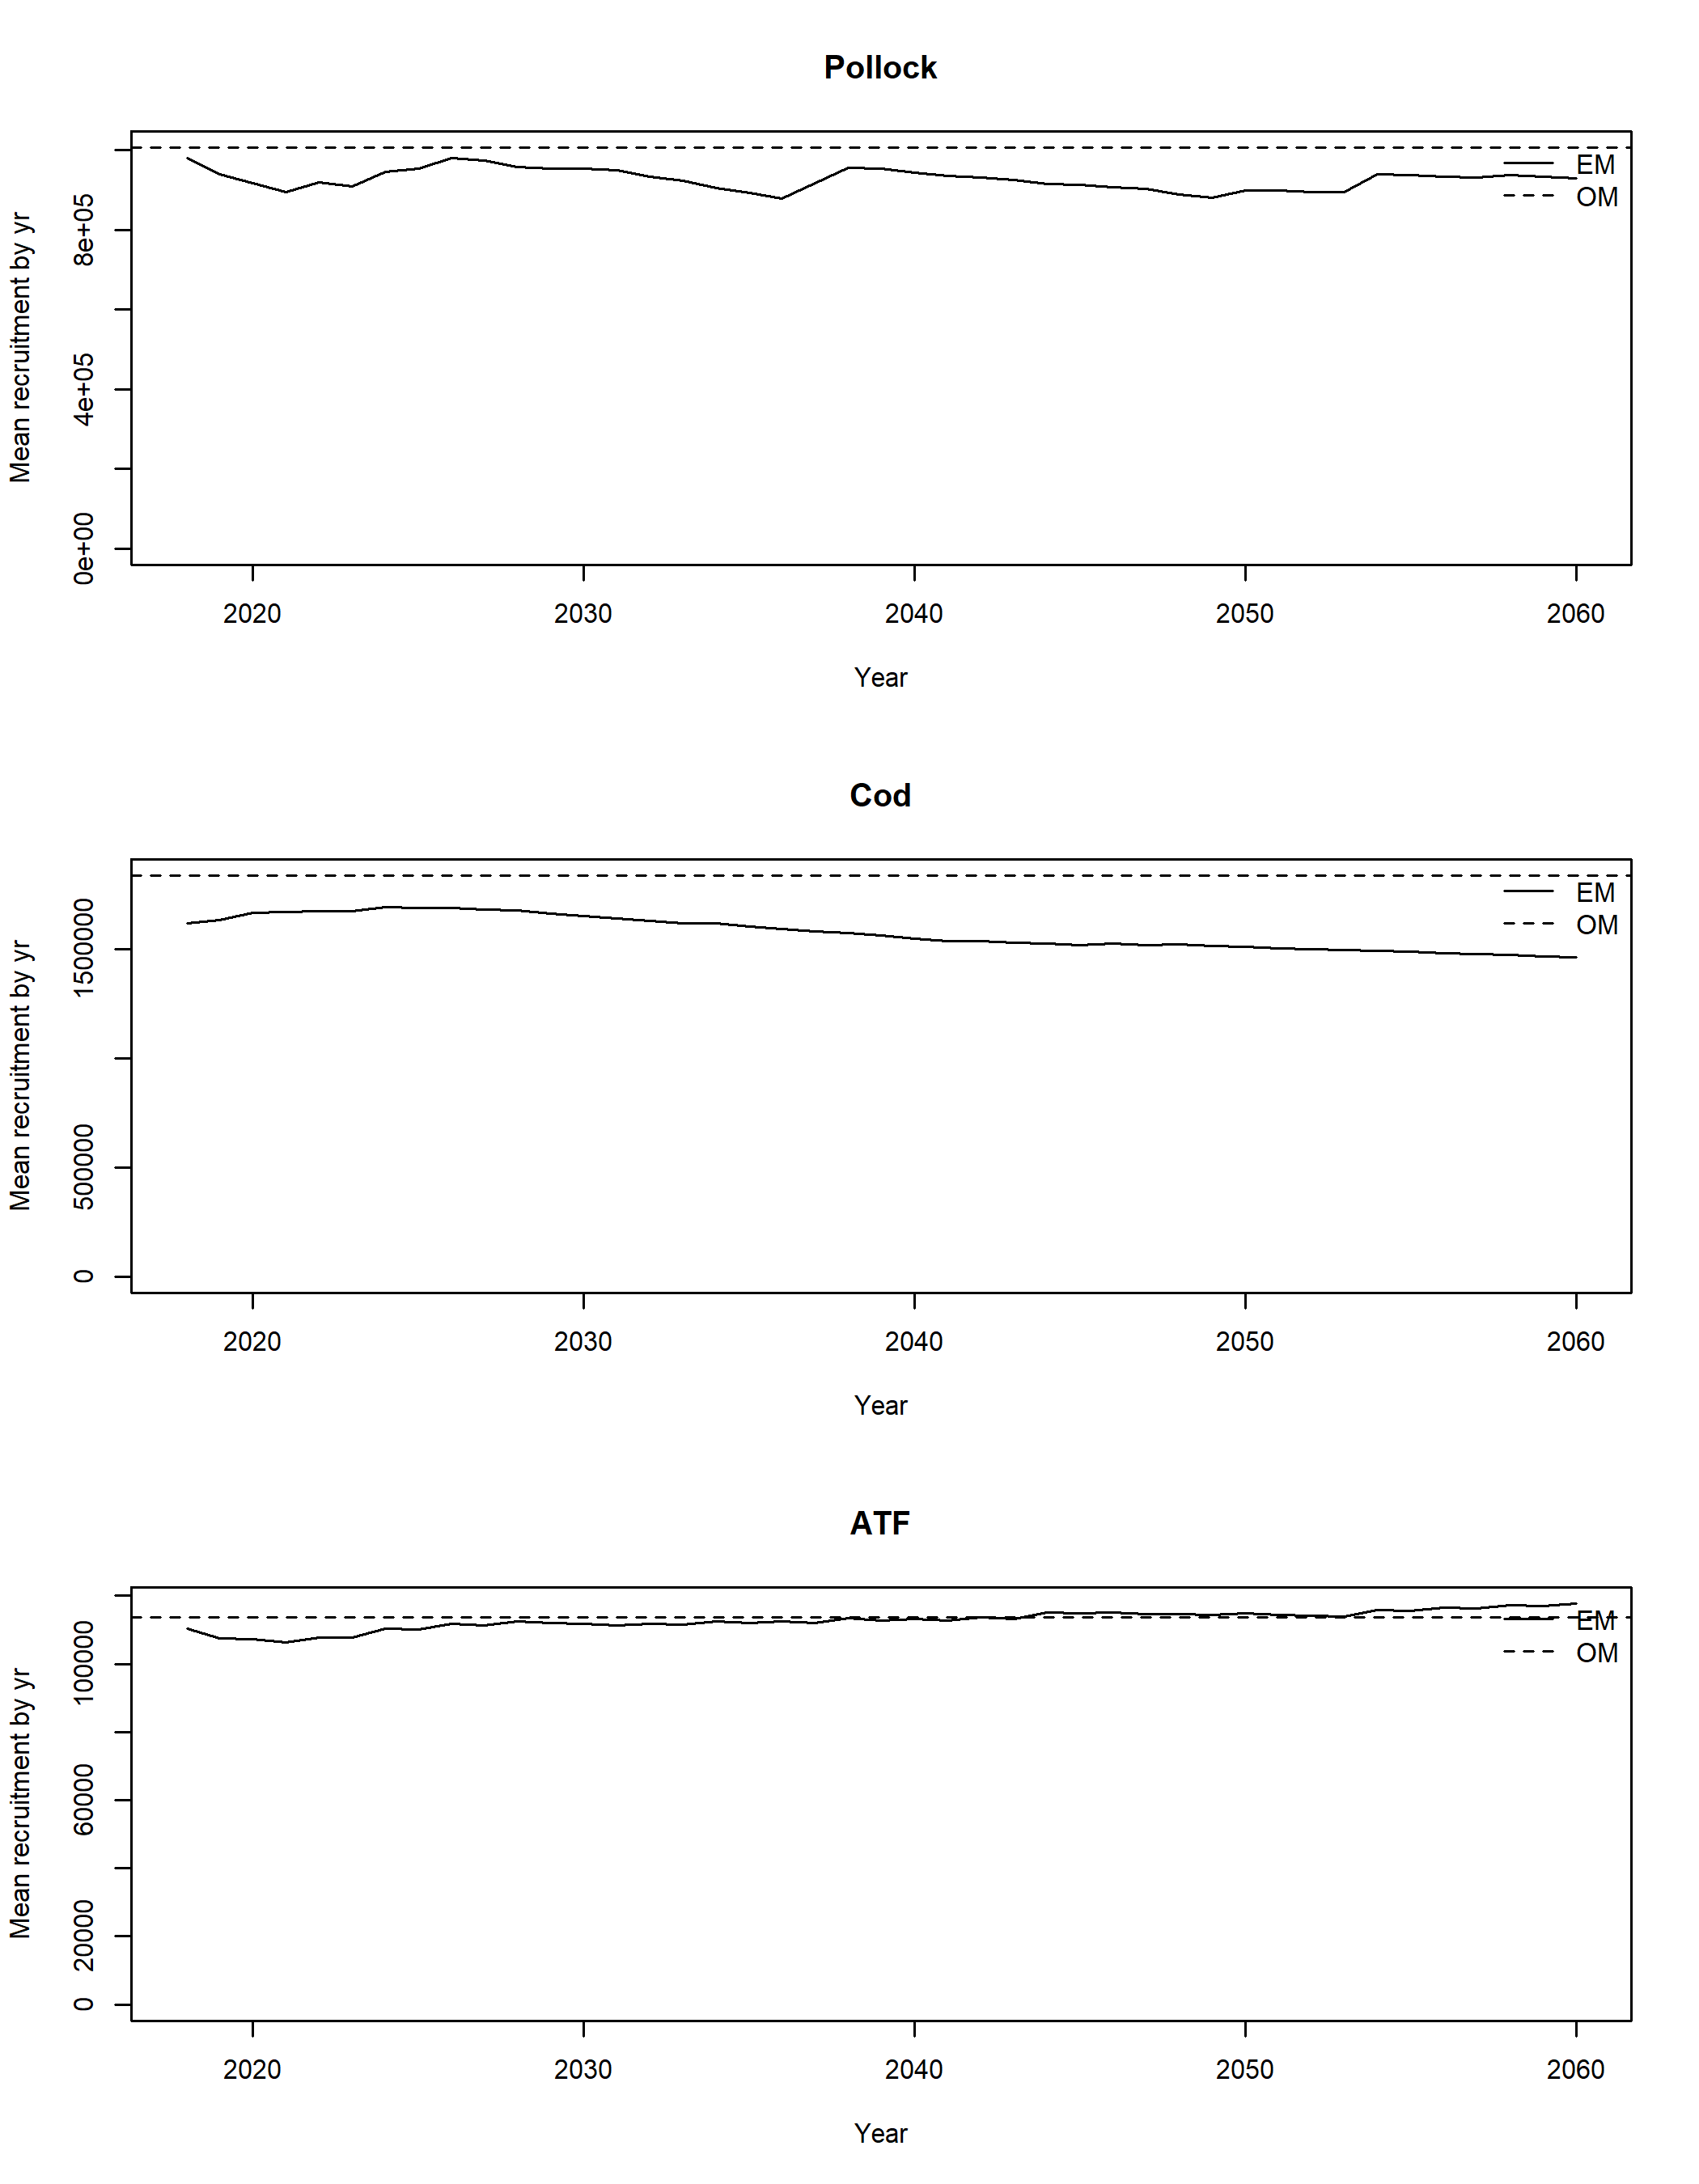 Pollock
Mean recruitment by yr
8e+05
4e+05
0e+00
EM
OM
2020 2030 2040 2050 2060
Year
Cod
Mean recruitment by yr
1500000
500000
0
EM
OM
2020 2030 2040 2050 2060
Year
ATF
Mean recruitment by yr
100000
60000
20000
0
EM
OM
2020 2030 2040 2050 2060
Year